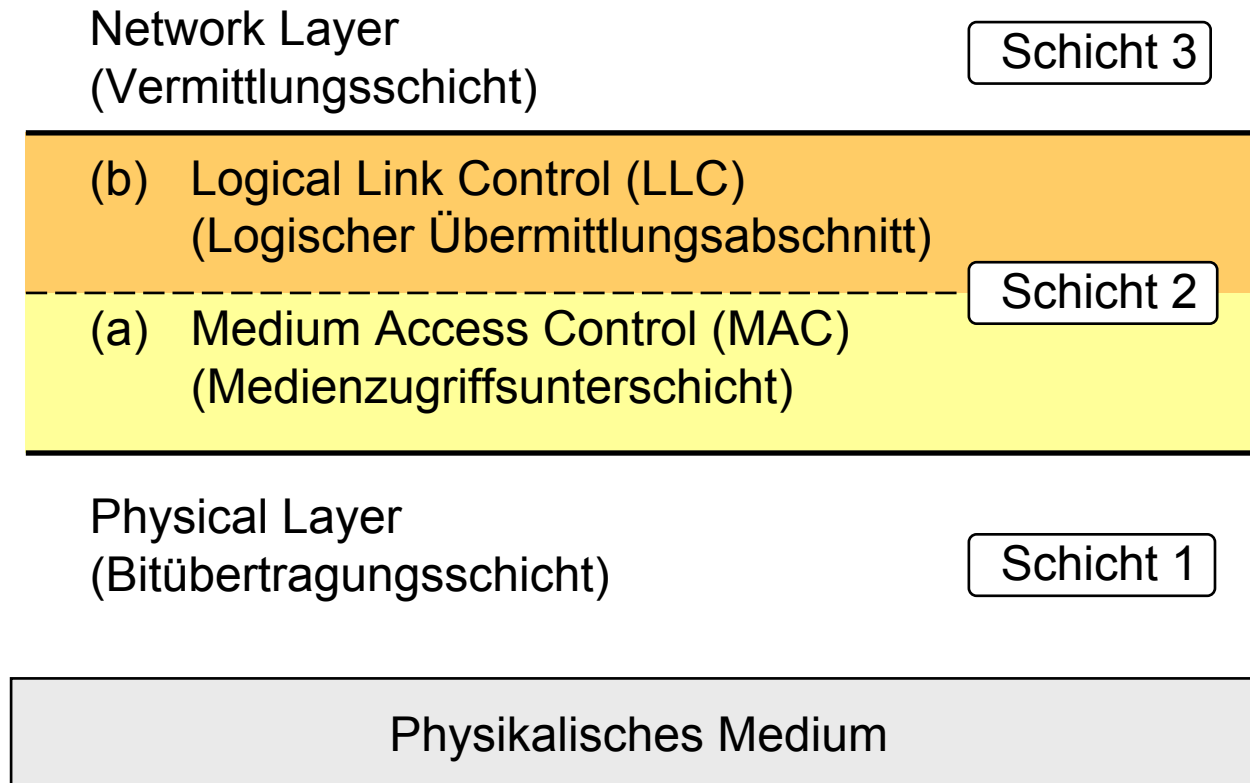 Network Layer
(Vermittlungsschicht)
Schicht 3
(b) Logical Link Control (LLC)
(Logischer Übermittlungsabschnitt)
Schicht 2
(a) Medium Access Control (MAC)
(Medienzugriffsunterschicht)
Physical Layer
(Bitübertragungsschicht)
Schicht 1
Physikalisches Medium